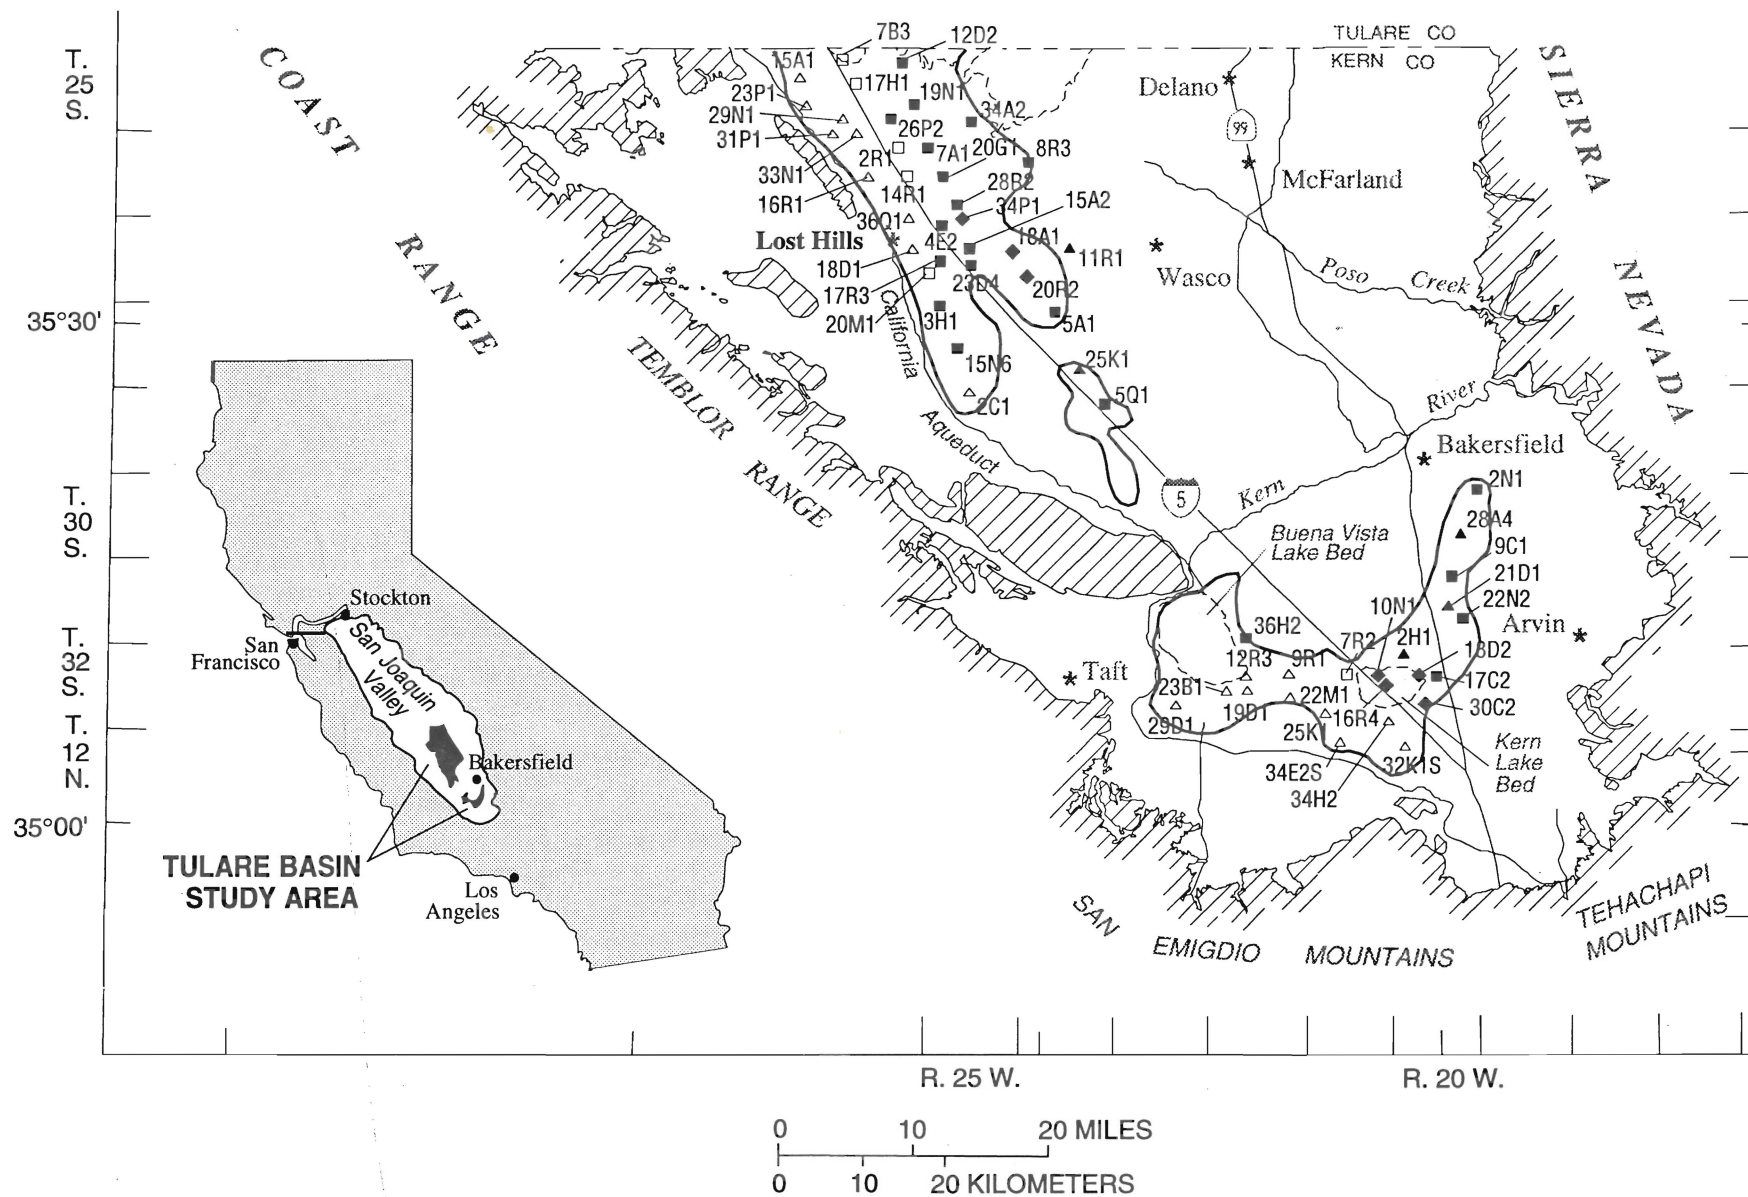 TULARE CO
KERN CO
T.
25
S.
COAST
RANGE
SIERRA
NEVADA
7B3
12D2
15A1
17H1
23P1
19N1
29N1
34A2
31P1
26P2
2R1
7A1
20G1
8R3
33N1
28B2
16R1
14R1
34P1
15A2
36Q1
Lost Hills
4E2
18A1
18D1
11R1
17R3
23D4
20R2
20M1
3H1
5A1
15N6
25K1
5Q1
2C1
Delano
99
McFarland
Wasco
Poso
Creek
35°30'
California
Aqueduct
TEMBLOR
RANGE
River
Bakersfield
Kern
5
T.
30
S.
2N1
28A4
9C1
21D1
22N2
Arvin
Buena Vista
Lake Bed
10N1
36H2
7R2
2H1
18D2
12R3
9R1
17C2
23B1
22M1
30C2
29D1
19D1
16R4
25K1
34E2S
32K1S
34H2
Kern
Lake
Bed
Taft
T.
32
S.
T.
12
N.
35°00'
Stockton
San
Francisco
San Joaquin
Valley
Bakersfield
TULARE BASIN
STUDY AREA
Los
Angeles
SAN
EMIGDIO
MOUNTAINS
TEHACHAPI
MOUNTAINS
R. 25 W.
R. 20 W.
0 10 20 MILES
0 10 20 KILOMETERS